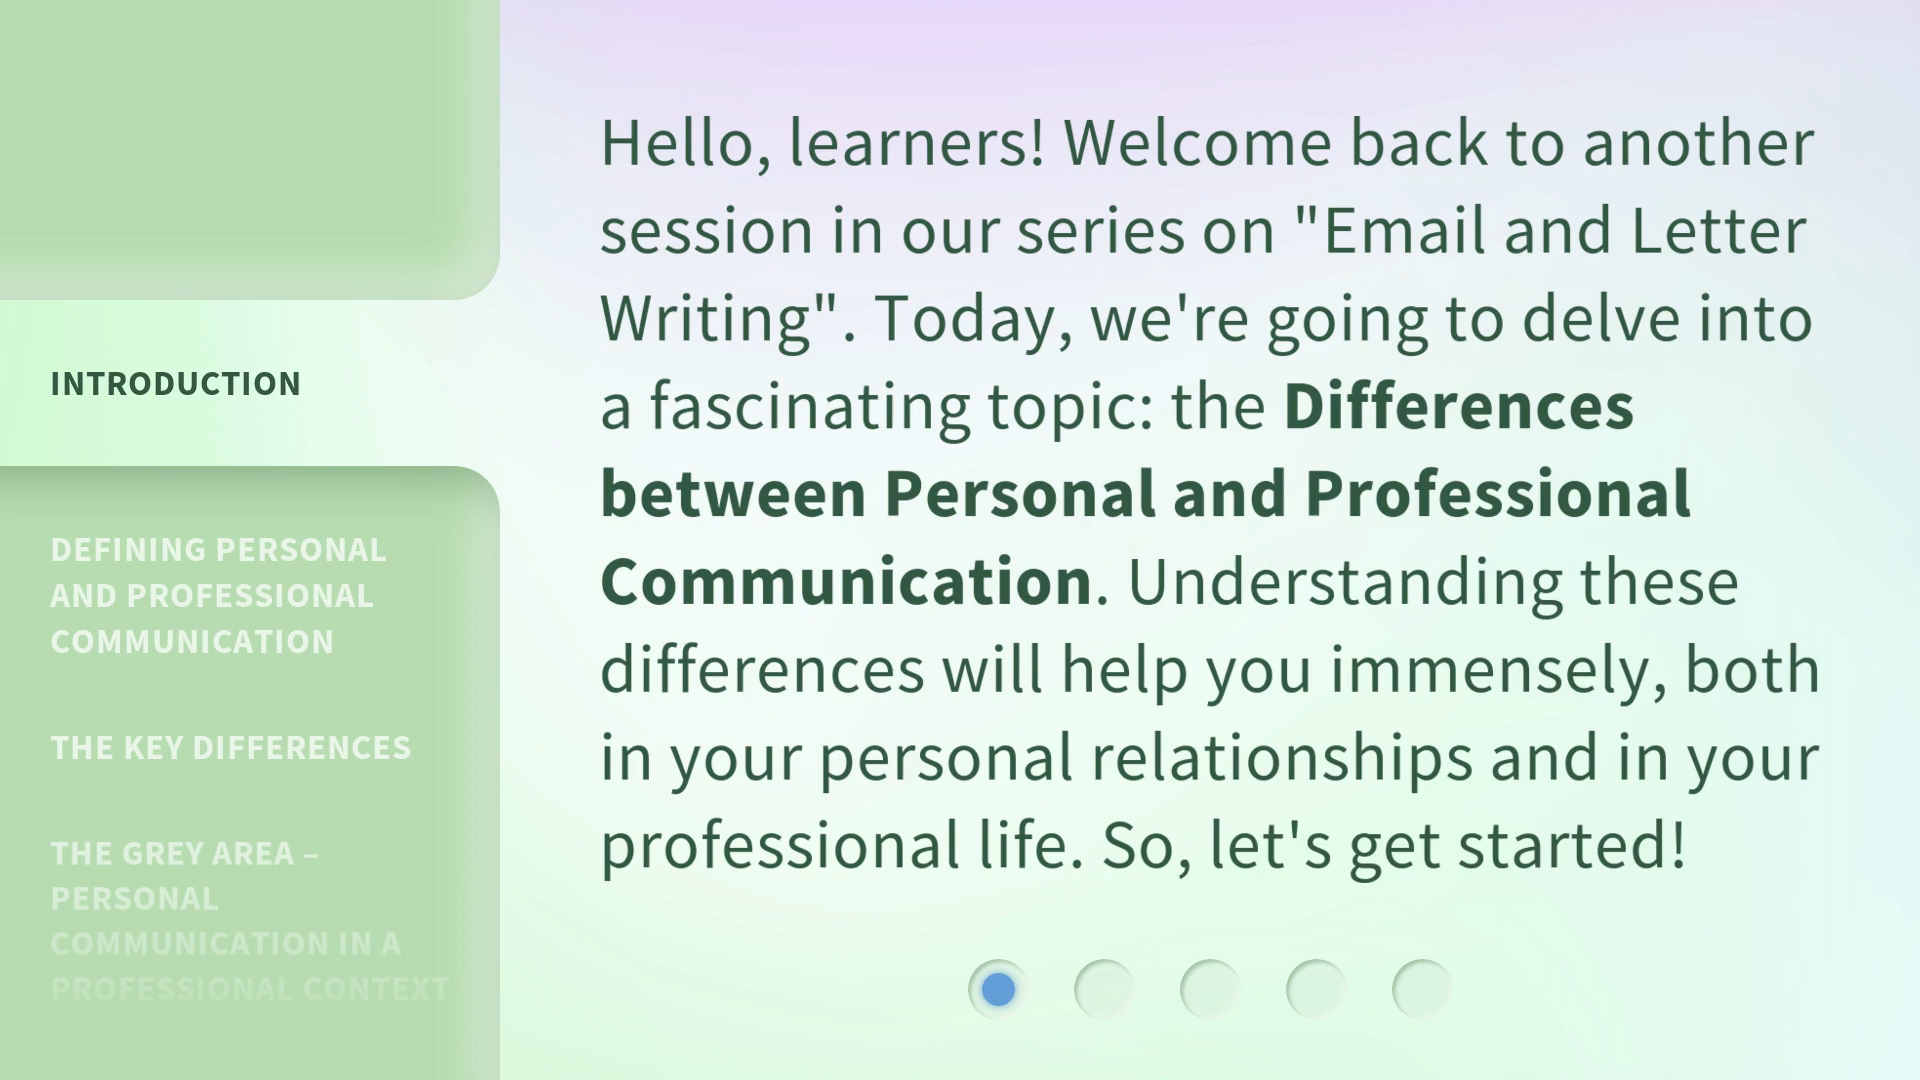 INTRODUCTION
DEFINING PERSONAL
AND PROFESSIONAL
COMMUNICATION
THE KEY DIFFERENCES
THE GREY AREA –
PERSONAL
COMMUNICATION IN A
PROFESSIONAL CONTEXT
Hello, learners! Welcome back to another
session in our series on "Email and Letter
Writing". Today, we're going to delve into
a fascinating topic: the Differences
between Personal and Professional
Communication. Understanding these
differences will help you immensely, both
in your personal relationships and in your
professional life. So, let's get started!